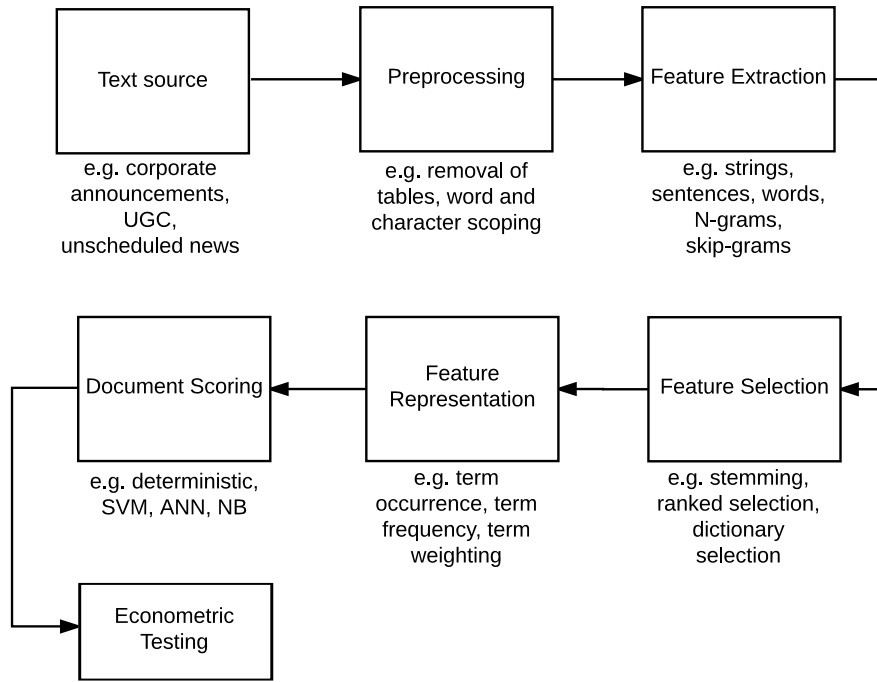 Text source
e.g. corporate
announcements,
UGC,
unscheduled news
Preprocessing
e.g. removal of
tables, word and
character scoping
Feature Extraction
e.g. strings,
sentences, words,
N-grams,
skip-grams
Document Scoring
e.g. deterministic,
SVM, ANN, NB
Feature
Representation
e.g. term
occurrence, term
frequency, term
weighting
Feature Selection
e.g. stemming,
ranked selection,
dictionary
selection
Econometric
Testing